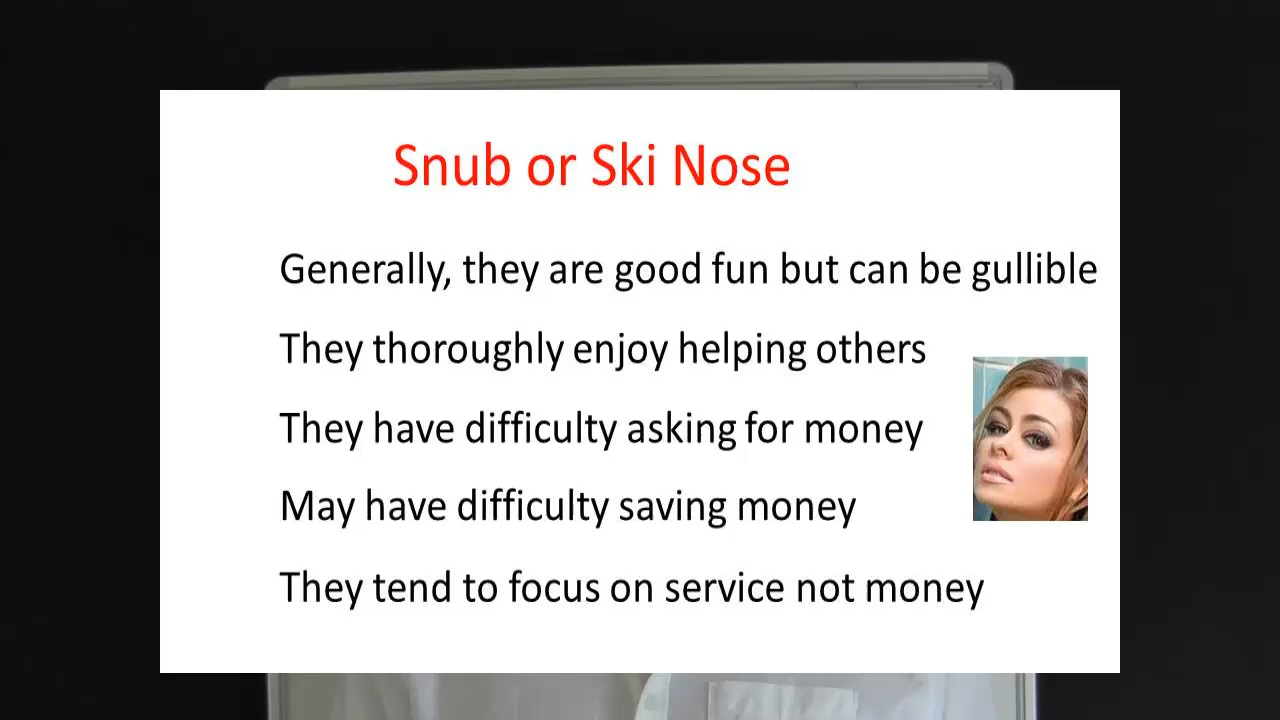 Snub or Ski Nose
Generally, they are good fun but can be gullible
They thoroughly enjoy helping others
They have difficulty asking for money
May have difficulty saving money
They tend to focus on service not money